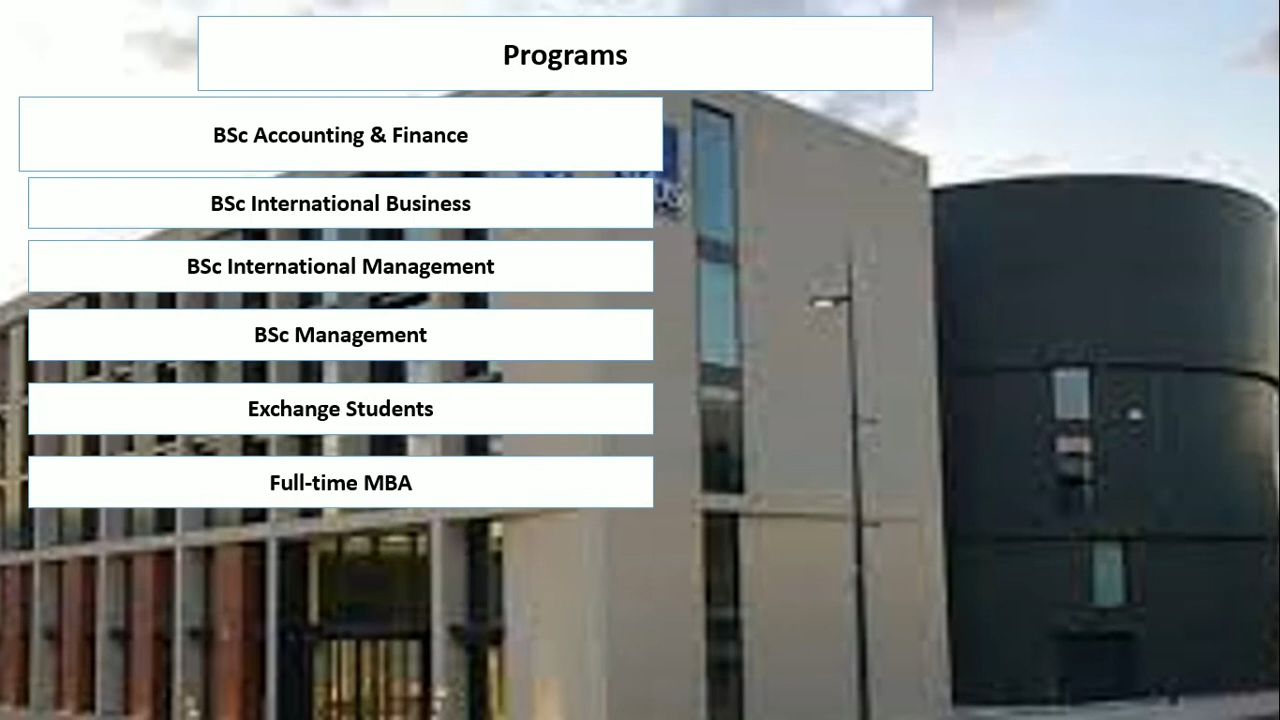 Programs
BSc Accounting & Finance
BSc International Business
BSc International Management
BSc Management
Exchange Students
Full-time MBA